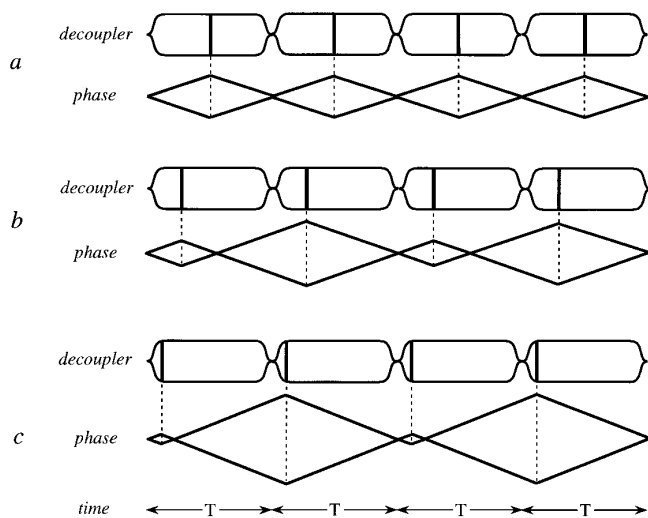 decoupler
a
phase
decoupler
b
phase
decoupler
c phase
time T T T T